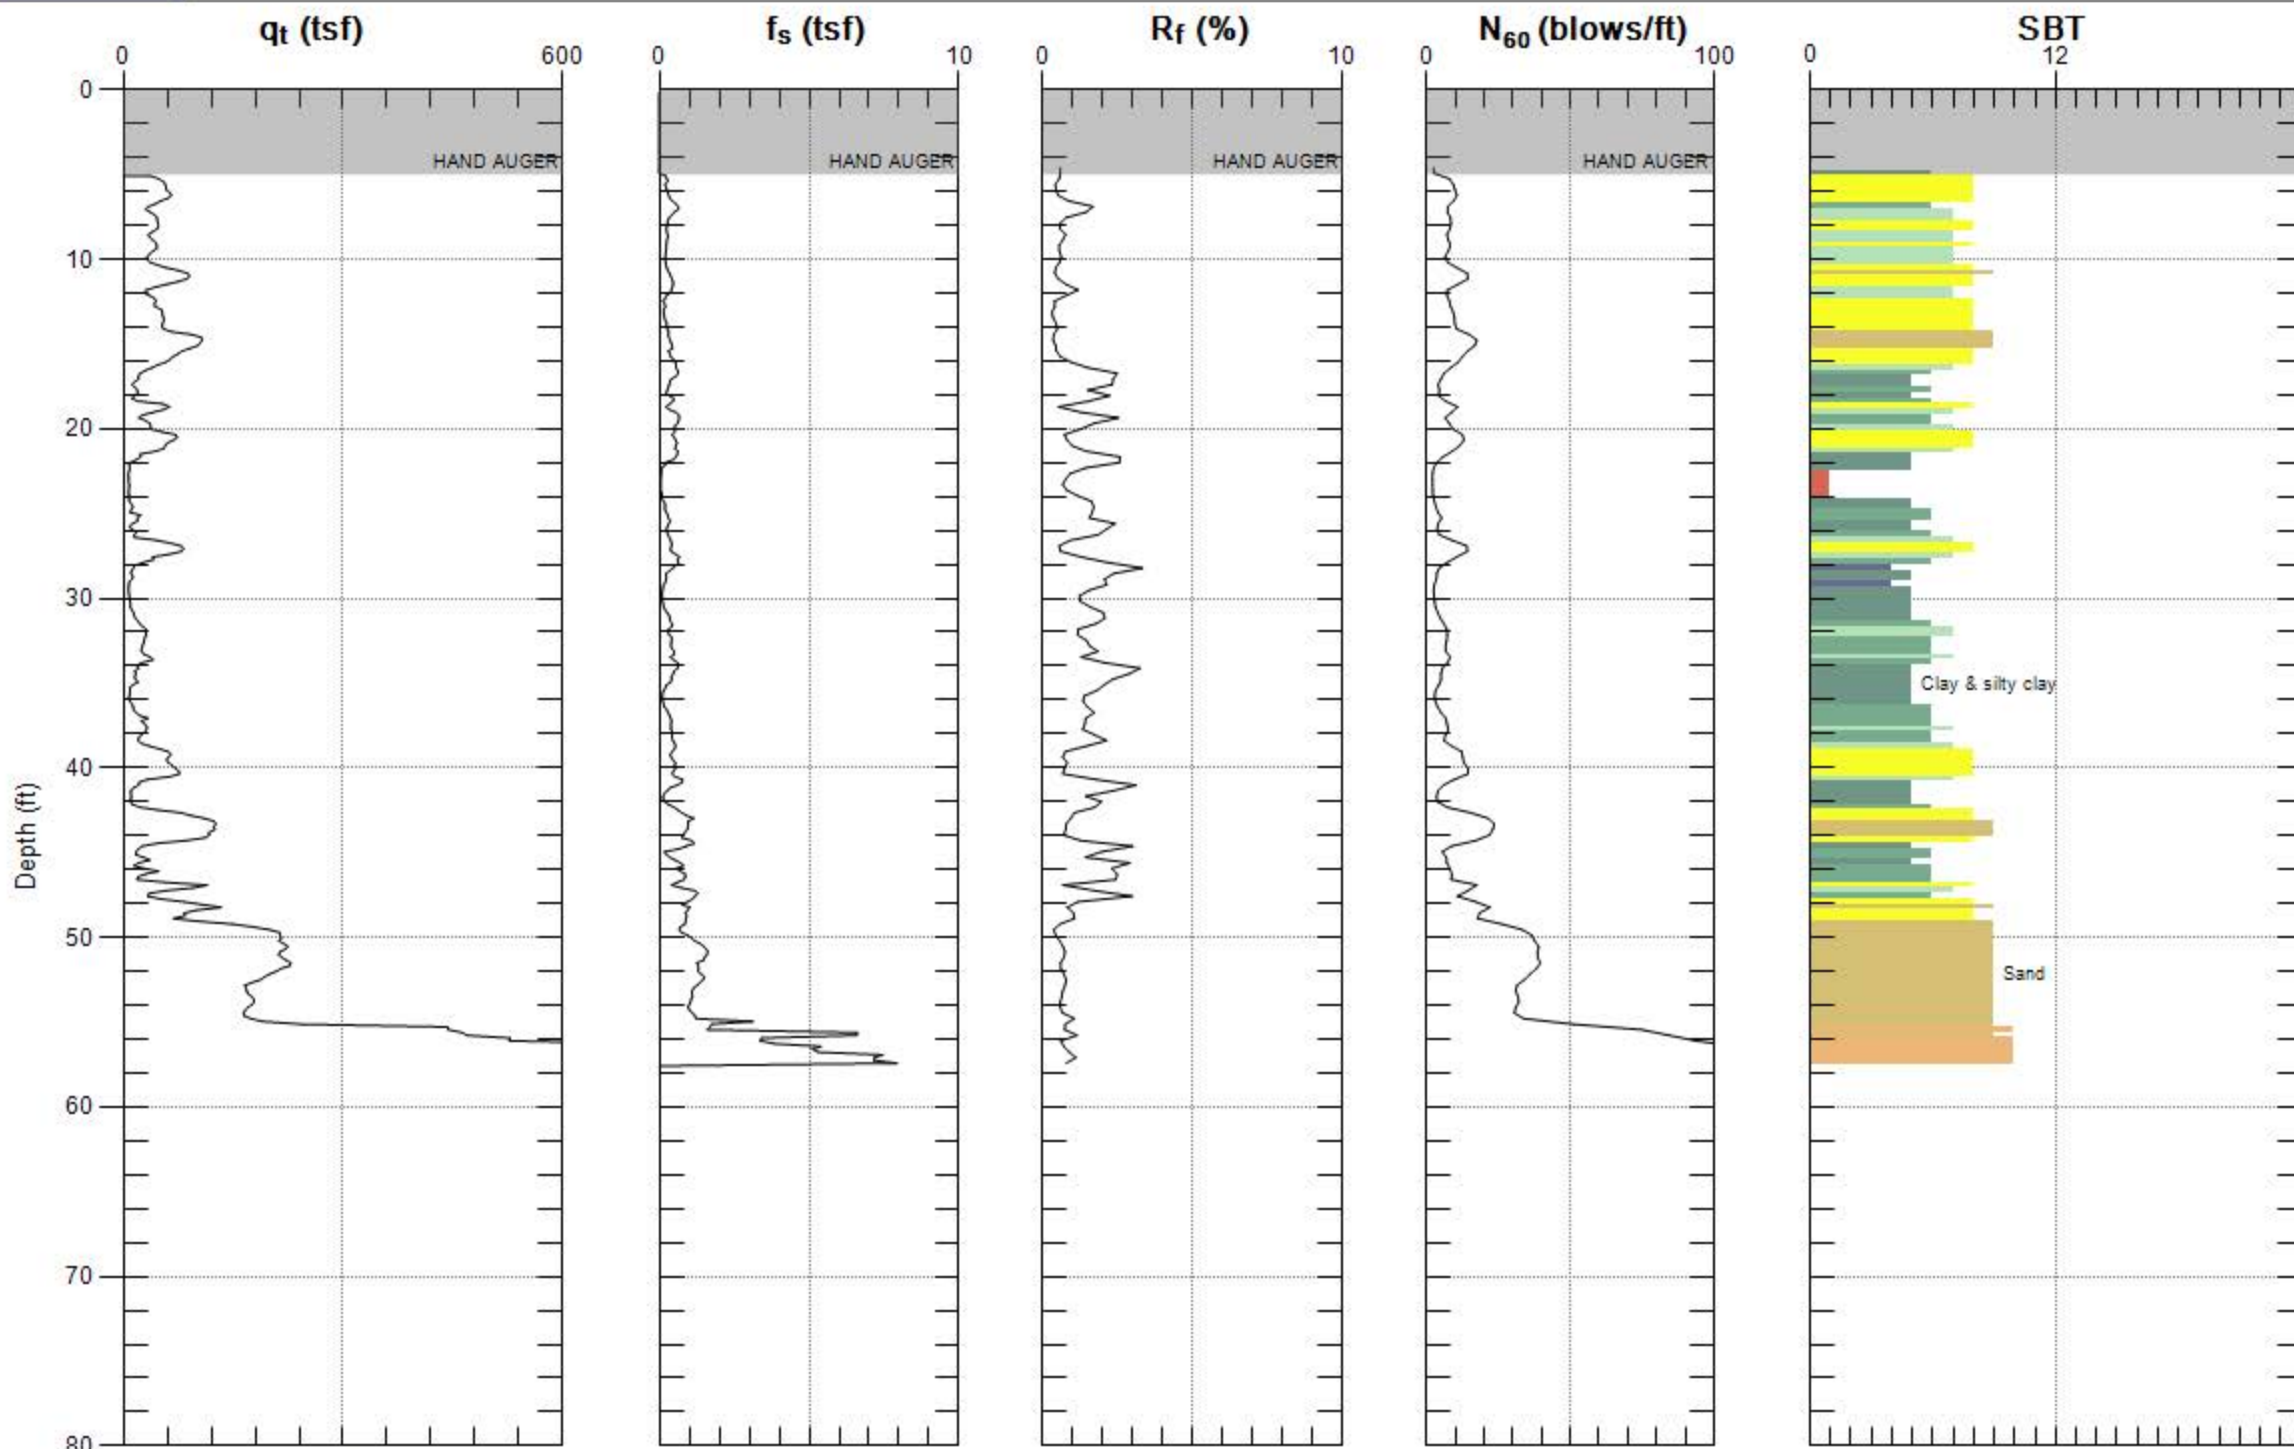 qt (tsf) fs (tsf) Rf (%) N60 (blows/ft) SBT
0 600 0 10 0 10 0 100 0 12
0
HAND AUGER HAND AUGER HAND AUGER HAND AUGER
10
20
30
Clay & silty clay
40
Depth (ft)
50
Sand
60
70
80